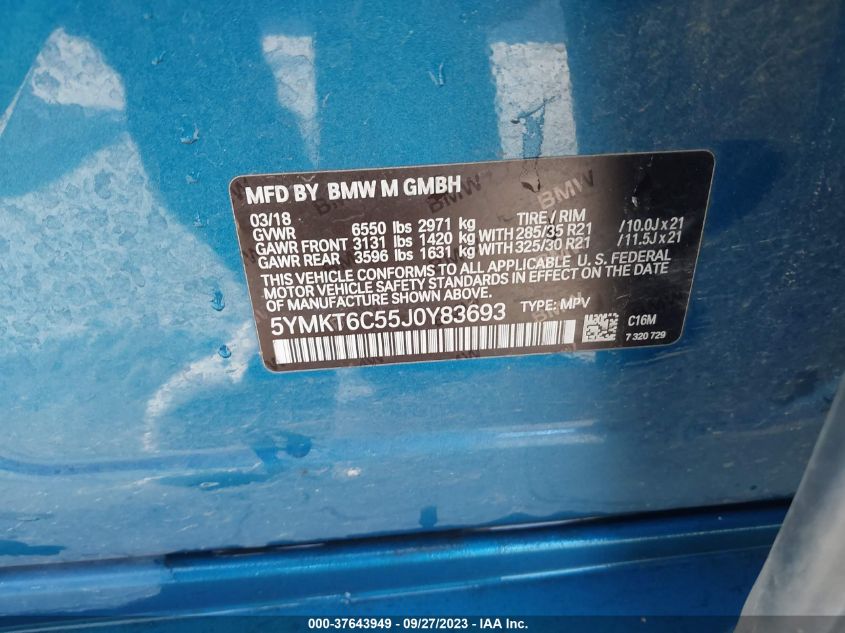 MFD BY BMW M GMBH
03/18
GVWR 6550 lbs 2971 kg TIRE / RIM
GAWR FRONT 3131 lbs 1420 kg WITH 285/35 R21 /10.0J x 21
GAWR REAR 3596 lbs 1631 kg WITH 325/30 R21 /11.5J x 21
THIS VEHICLE CONFORMS TO ALL APPLICABLE U. S. FEDERAL
MOTOR VEHICLE SAFETY STANDARDS IN EFFECT ON THE DATE
OF MANUFACTURE SHOWN ABOVE.
5YMKT6C55J0Y83693 TYPE: MPV
C16M
7 320 729
000-37643949 / 09/27/2023 - IAA Inc.